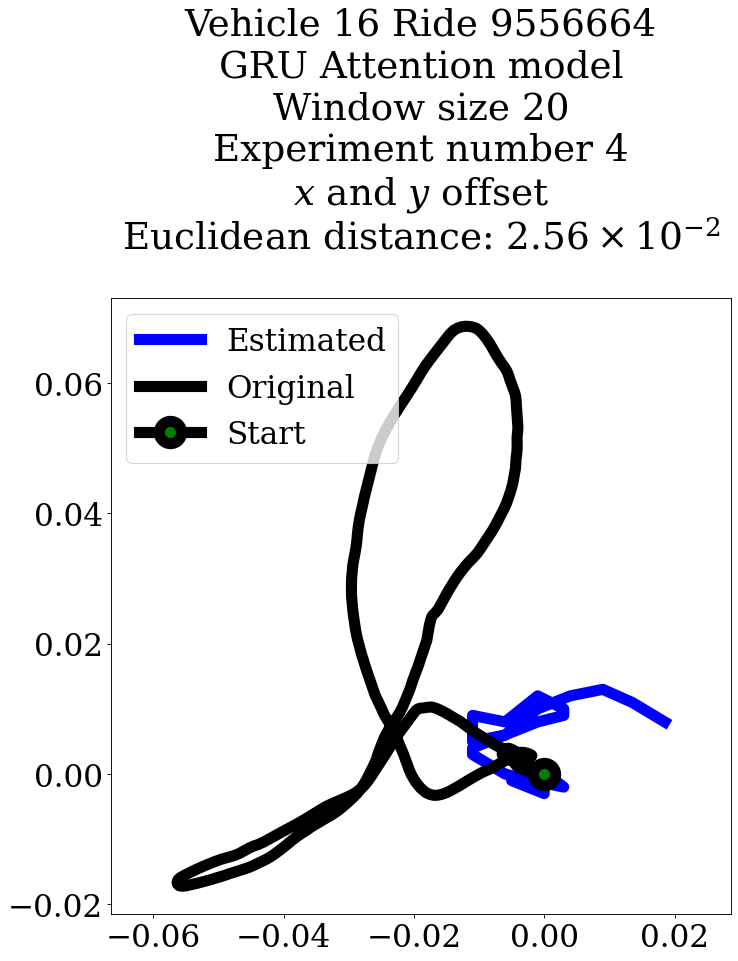 Vehicle 16 Ride 9556664
GRU Attention model
Window size 20
Experiment number 4
x and y offset
Euclidean distance: 2.56 × 10⁻²
Estimated
Original
Start
0.06
0.04
0.02
0.00
−0.02
−0.06 −0.04 −0.02 0.00 0.02